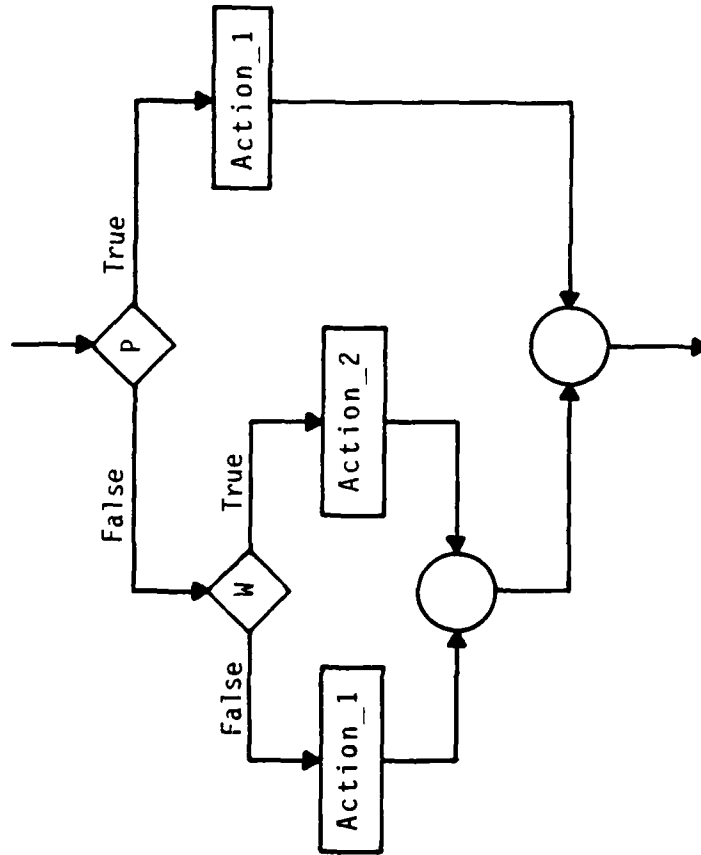 P
False
True
Action_1
W
False
True
Action_1
Action_2